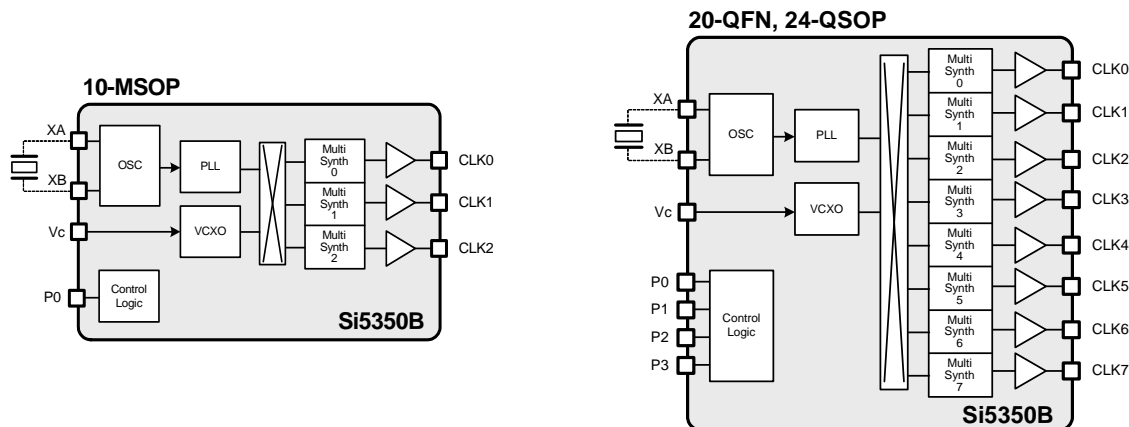 10-MSOP
XA
XB
Vc
P0
OSC
PLL
VCXO
Control
Logic
Multi
Synth
0
Multi
Synth
1
Multi
Synth
2
CLK0
CLK1
CLK2
Si5350B
20-QFN, 24-QSOP
XA
XB
Vc
P0
P1
P2
P3
OSC
PLL
VCXO
Control
Logic
Multi
Synth
0
Multi
Synth
1
Multi
Synth
2
Multi
Synth
3
Multi
Synth
4
Multi
Synth
5
Multi
Synth
6
Multi
Synth
7
CLK0
CLK1
CLK2
CLK3
CLK4
CLK5
CLK6
CLK7
Si5350B